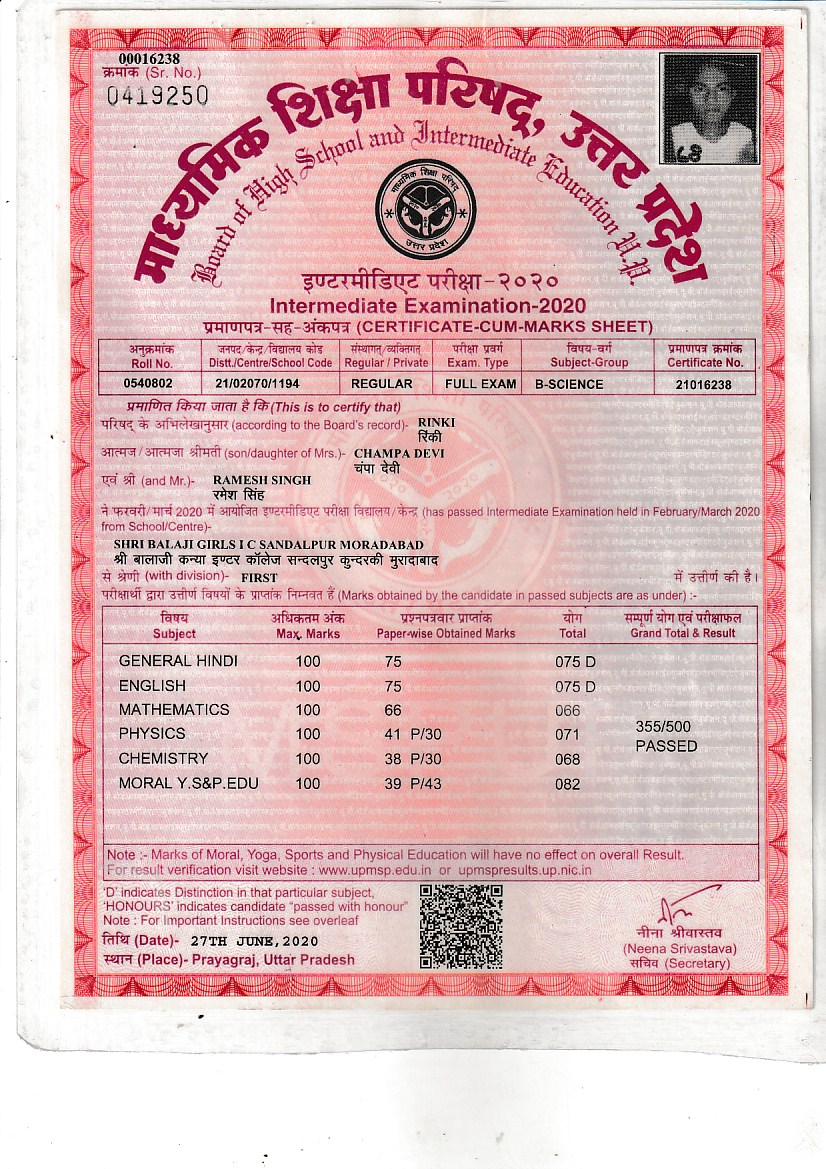 00016238
क्रमांक (Sr. No.)
0419250
माध्यमिक शिक्षा परिषद्, उत्तर प्रदेश
Board of High School and Intermediate Education U.P.
माध्यमिक शिक्षा परिषद्
उत्तर प्रदेश
इण्टरमीडिएट परीक्षा-२०२०
Intermediate Examination-2020
प्रमाणपत्र-सह-अंकपत्र (CERTIFICATE-CUM-MARKS SHEET)
अनुक्रमांक जनपद/केन्द्र/विद्यालय कोड संस्थागत/व्यक्तिगत परीक्षा प्रवर्ग विषय-वर्ग प्रमाणपत्र क्रमांक
Roll No. Distt./Centre/School Code Regular / Private Exam. Type Subject-Group Certificate No.
0540802 21/02070/1194 REGULAR FULL EXAM B-SCIENCE 21016238
प्रमाणित किया जाता है कि (This is to certify that)
परिषद् के अभिलेखानुसार (according to the Board's record)- RINKI
रिंकी
आत्मज/आत्मजा श्रीमती (son/daughter of Mrs.)- CHAMPA DEVI
चंपा देवी
एवं श्री (and Mr.)- RAMESH SINGH
रमेश सिंह
ने फरवरी/मार्च 2020 में आयोजित इण्टरमीडिएट परीक्षा विद्यालय/केन्द्र (has passed Intermediate Examination held in February/March 2020
from School/Centre)-
SHRI BALAJI GIRLS I C SANDALPUR MORADABAD
श्री बालाजी कन्या इण्टर कॉलेज सन्दलपुर कुन्दरकी मुरादाबाद
से श्रेणी (with division)- FIRST में उत्तीर्ण की है।
परीक्षार्थी द्वारा उत्तीर्ण विषयों के प्राप्तांक निम्नवत हैं (Marks obtained by the candidate in passed subjects are as under) :-
विषय अधिकतम अंक प्रश्नपत्रवार प्राप्तांक योग सम्पूर्ण योग एवं परीक्षाफल
Subject Max. Marks Paper-wise Obtained Marks Total Grand Total & Result
GENERAL HINDI 100 75 075 D
ENGLISH 100 75 075 D
MATHEMATICS 100 66 066
PHYSICS 100 41 P/30 071
355/500
PASSED
CHEMISTRY 100 38 P/30 068
MORAL Y.S&P.EDU 100 39 P/43 082
Note :- Marks of Moral, Yoga, Sports and Physical Education will have no effect on overall Result.
For result verification visit website : www.upmsp.edu.in or upmspresults.up.nic.in
'D' indicates Distinction in that particular subject,
'HONOURS' indicates candidate "passed with honour"
Note : For Important Instructions see overleaf
तिथि (Date)- 27TH JUNE,2020
स्थान (Place)- Prayagraj, Uttar Pradesh
नीना श्रीवास्तव
(Neena Srivastava)
सचिव (Secretary)